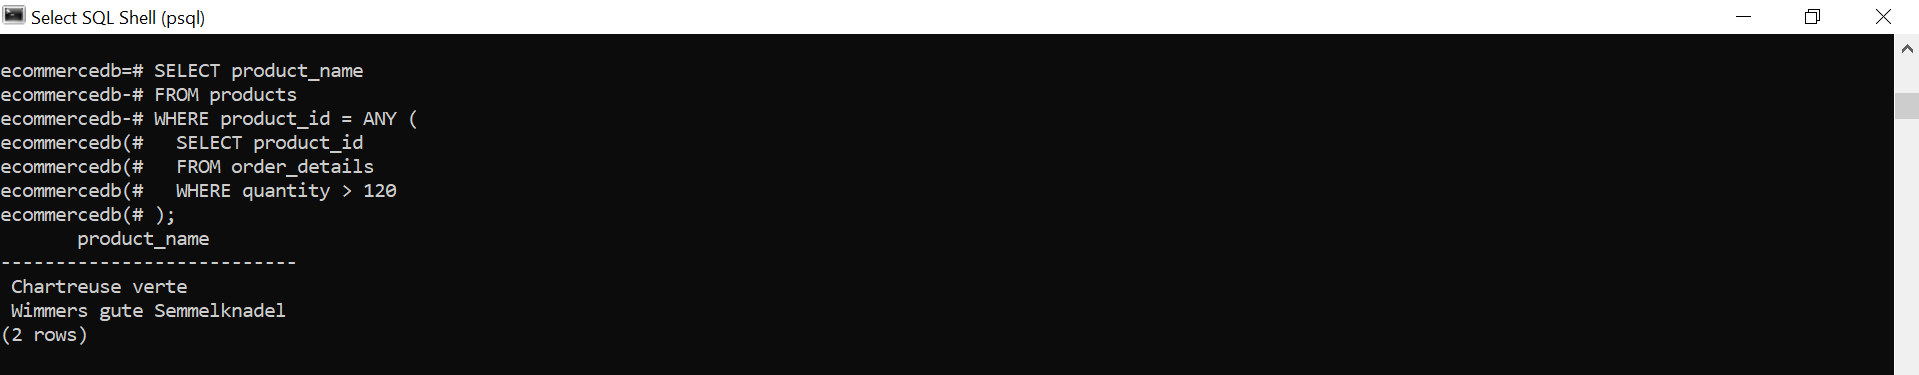 Select SQL Shell (psql)
ecommercedb=# SELECT product_name
ecommercedb-# FROM products
ecommercedb-# WHERE product_id = ANY (
ecommercedb(#   SELECT product_id
ecommercedb(#   FROM order_details
ecommercedb(#   WHERE quantity > 120
ecommercedb(# );
       product_name
---------------------------
 Chartreuse verte
 Wimmers gute Semmelknadel
(2 rows)